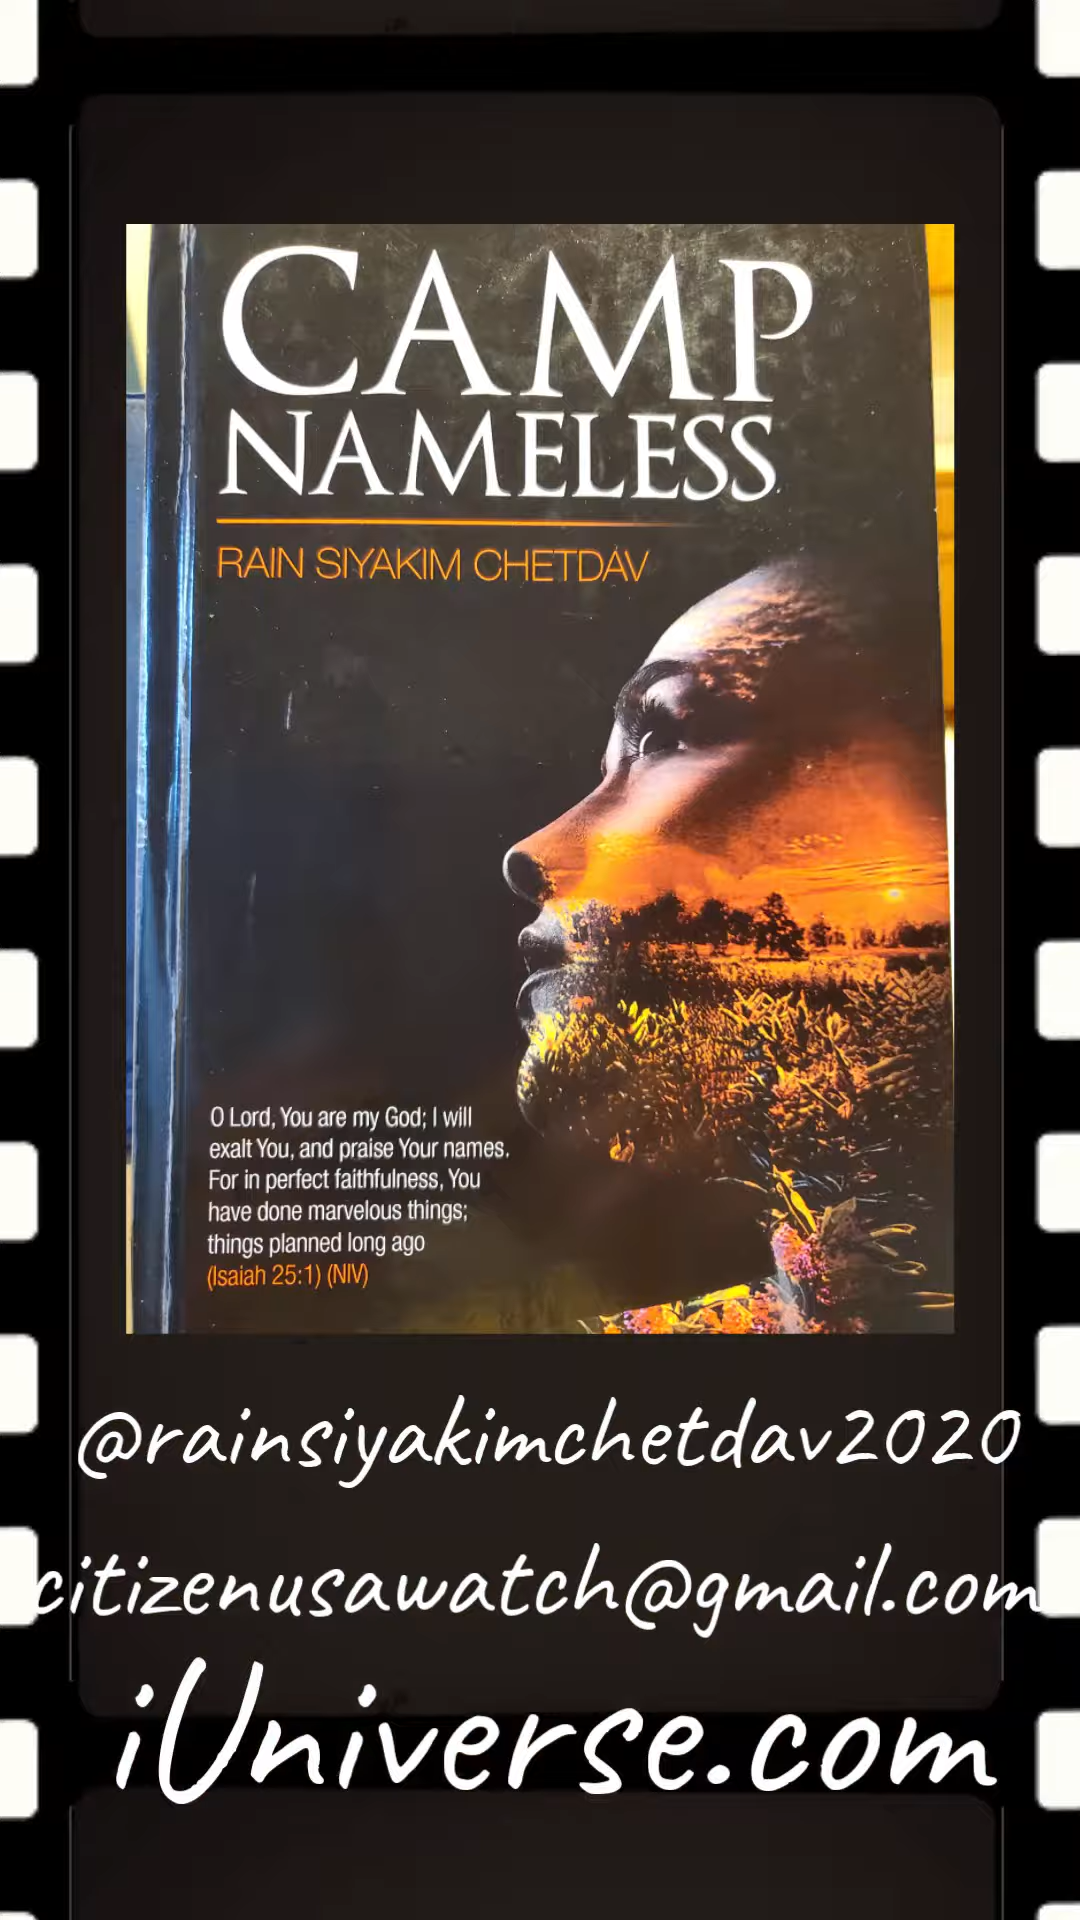 CAMP
NAMELESS
RAIN SIYAKIM CHETDAV
O Lord, You are my God; I will
exalt You, and praise Your names.
For in perfect faithfulness, You
have done marvelous things;
things planned long ago
(Isaiah 25:1) (NIV)
@rainsiyakimchetdav2020
citizenusawatch@gmail.com
iUniverse.com